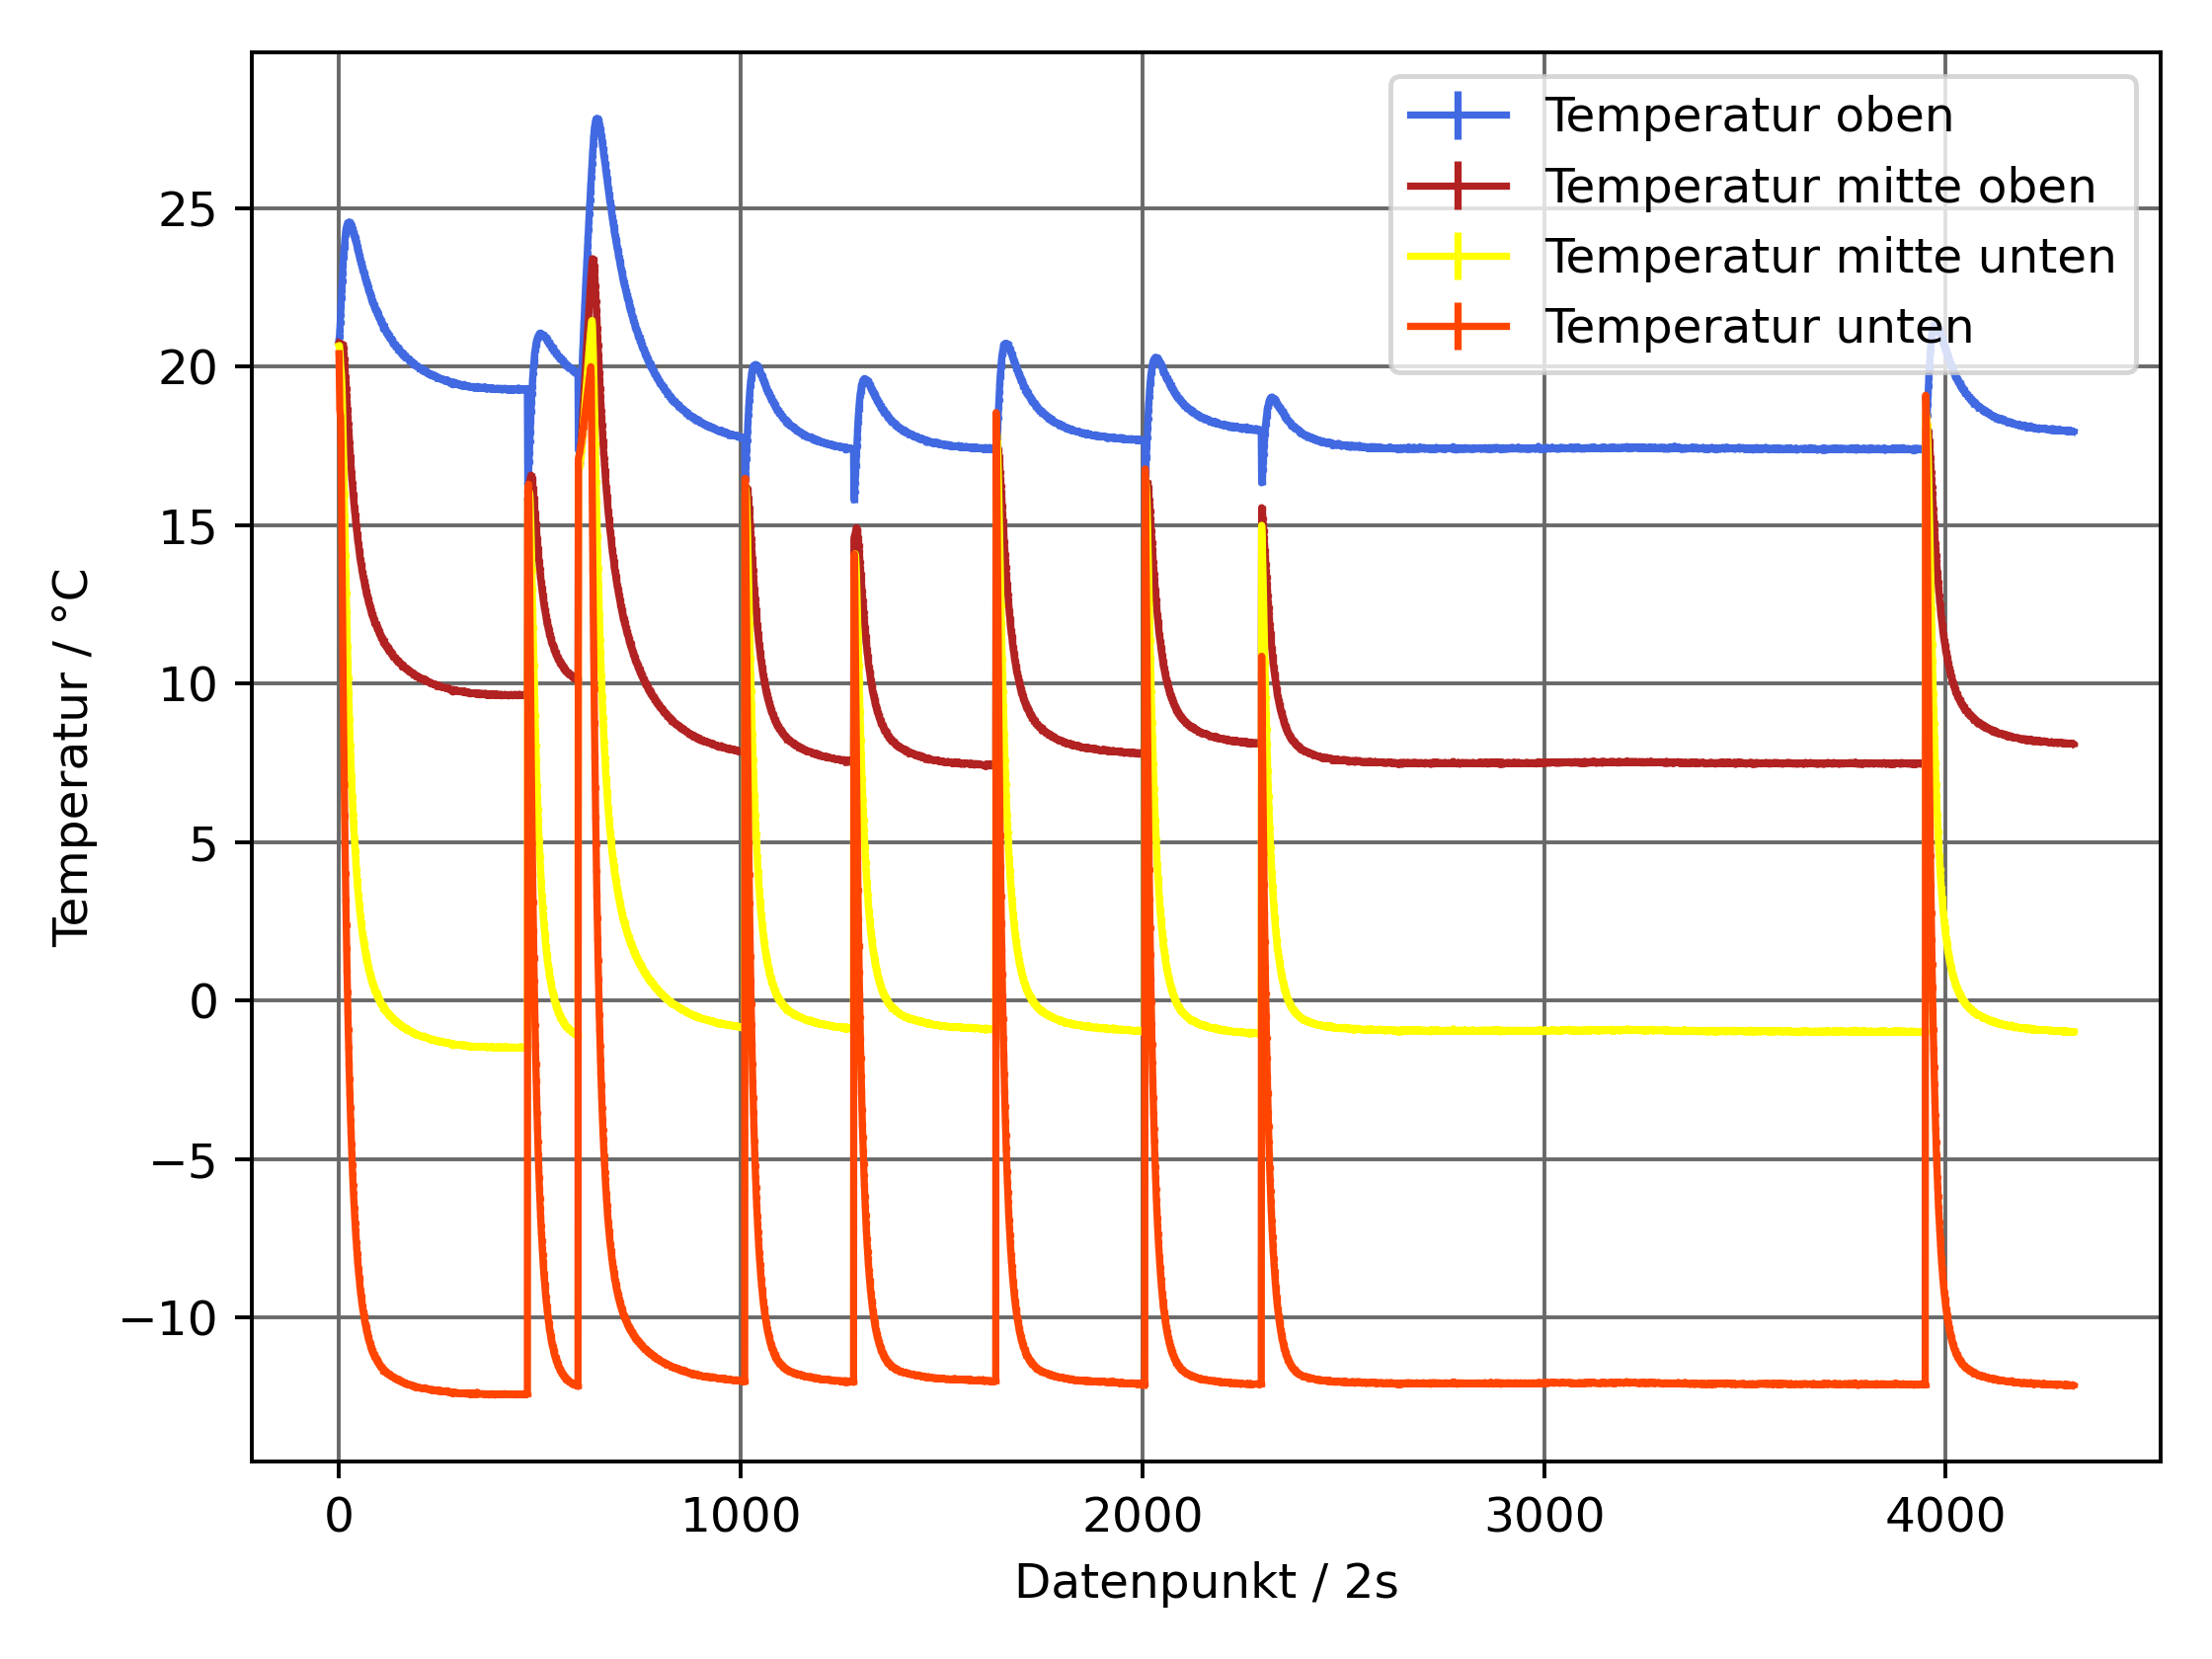 Temperatur oben
Temperatur mitte oben
Temperatur mitte unten
Temperatur unten
Temperatur / °C
25
20
15
10
5
0
−5
−10
0 1000 2000 3000 4000
Datenpunkt / 2s